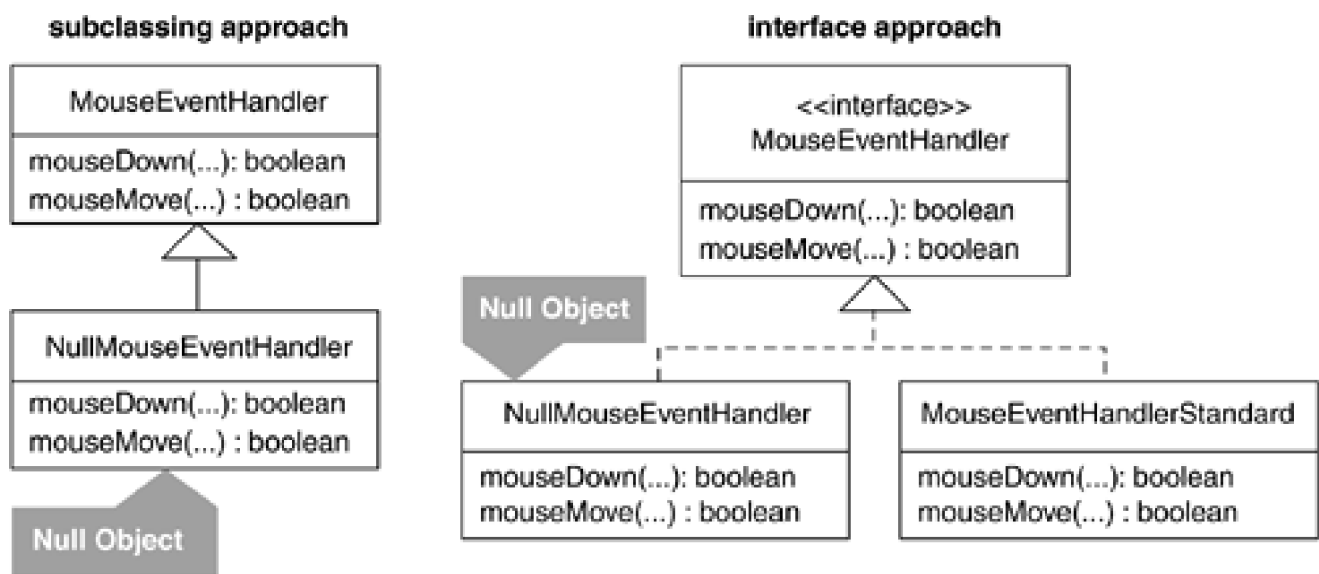 subclassing approach
MouseEventHandler
mouseDown(...): boolean
mouseMove(...) : boolean
NullMouseEventHandler
mouseDown(...): boolean
mouseMove(...) : boolean
Null Object
interface approach
<<interface>>
MouseEventHandler
mouseDown(...): boolean
mouseMove(...) : boolean
Null Object
NullMouseEventHandler
mouseDown(...): boolean
mouseMove(...) : boolean
MouseEventHandlerStandard
mouseDown(...): boolean
mouseMove(...) : boolean